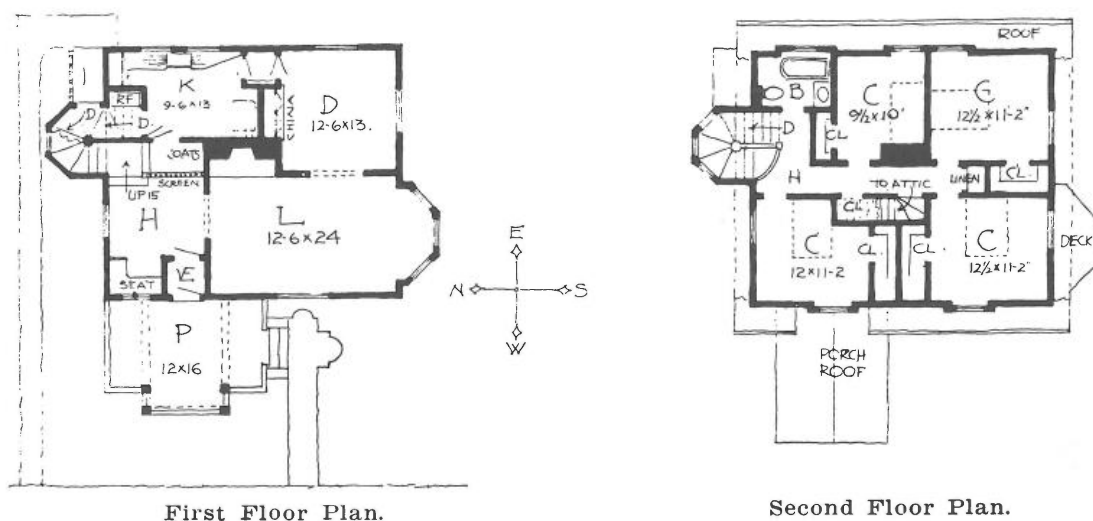 K
9-6×13
RF
D
D
D
12-6×13.
CHINA
COATS
SCREEN
UP 15
H
L
12-6×24
SEAT
VE
P
12×16
E
N
S
W
First Floor Plan.
ROOF
B
C
9½×10'
C
12½×11-2"
D
CL
H
TO ATTIC
LINEN
CL.
CL.
C
12×11-2
CL
CL.
C
12½×11-2"
DECK
PORCH
ROOF
Second Floor Plan.